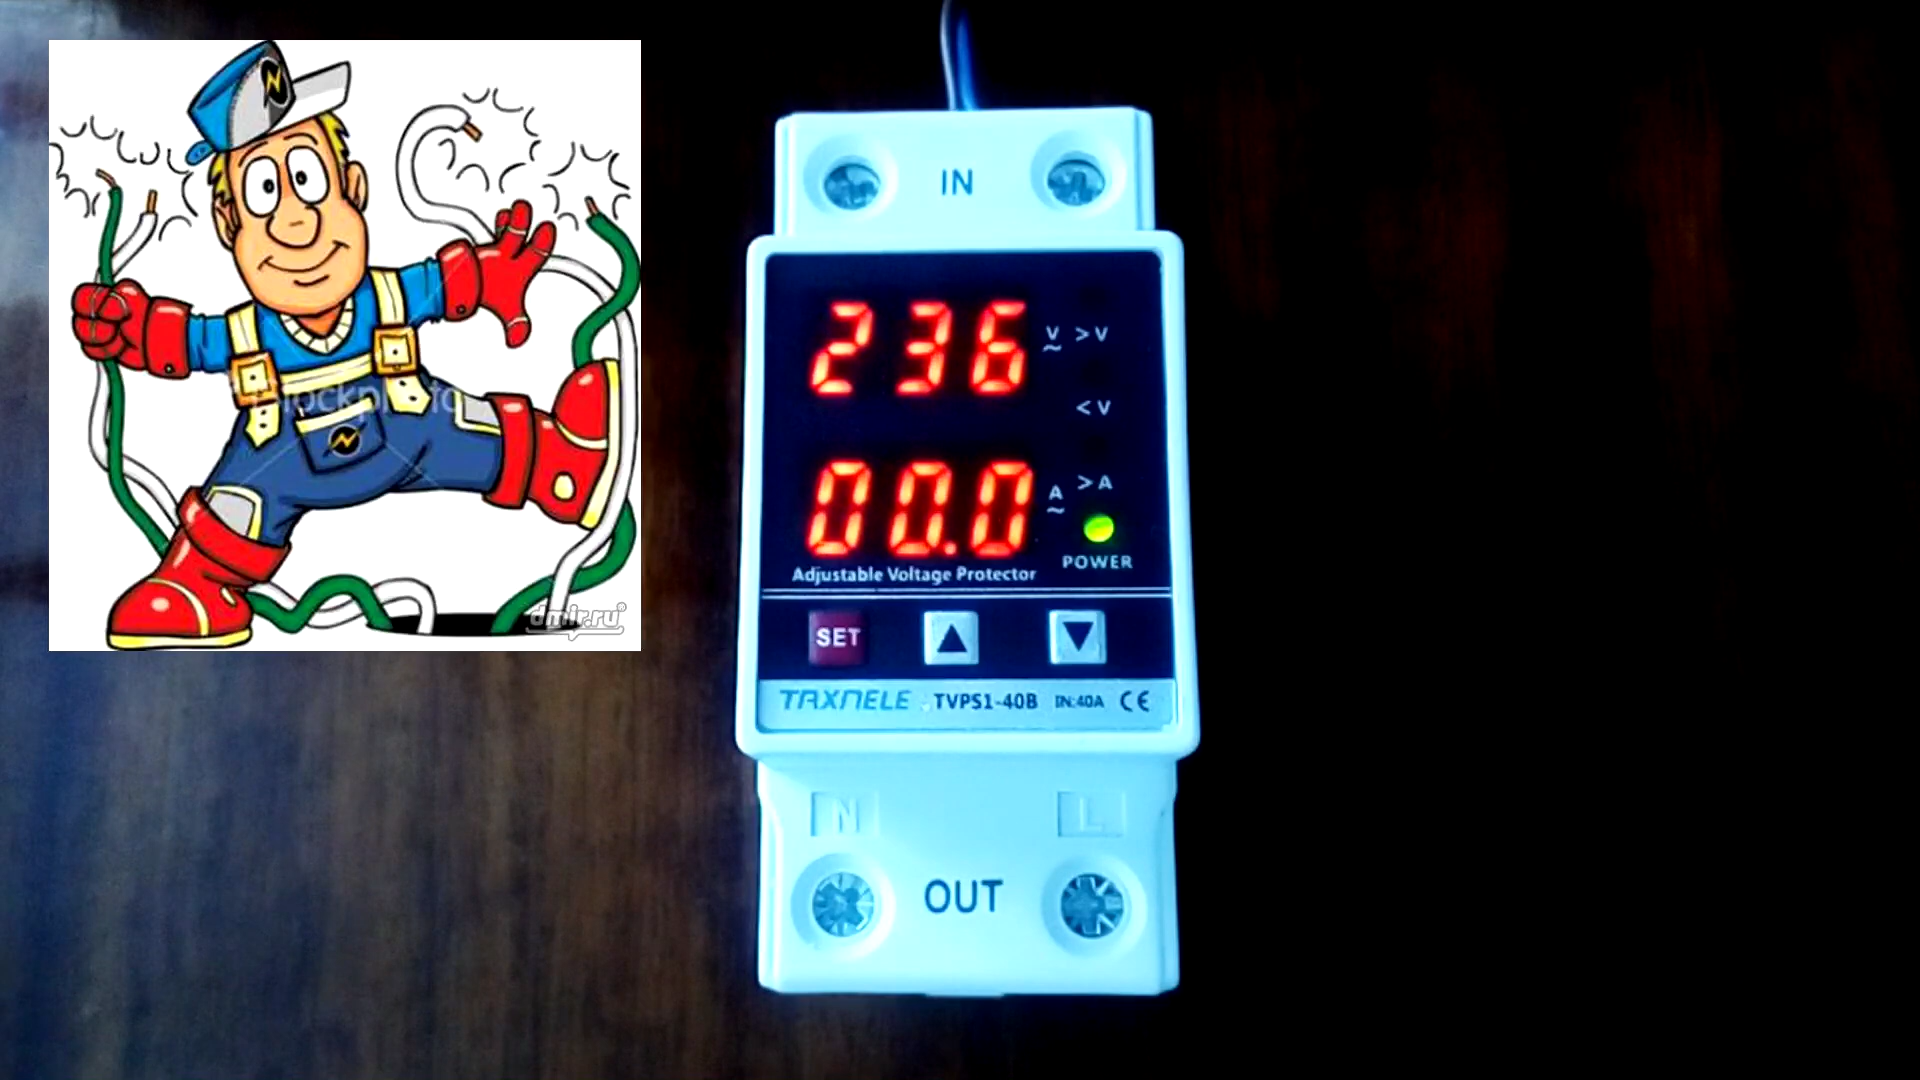 IN
236 V~ >V
<V
00.0 A~ >A
POWER
Adjustable Voltage Protector
SET
TAXNELE TVPS1-40B IN:40A CE
N L
OUT
dmir.ru®